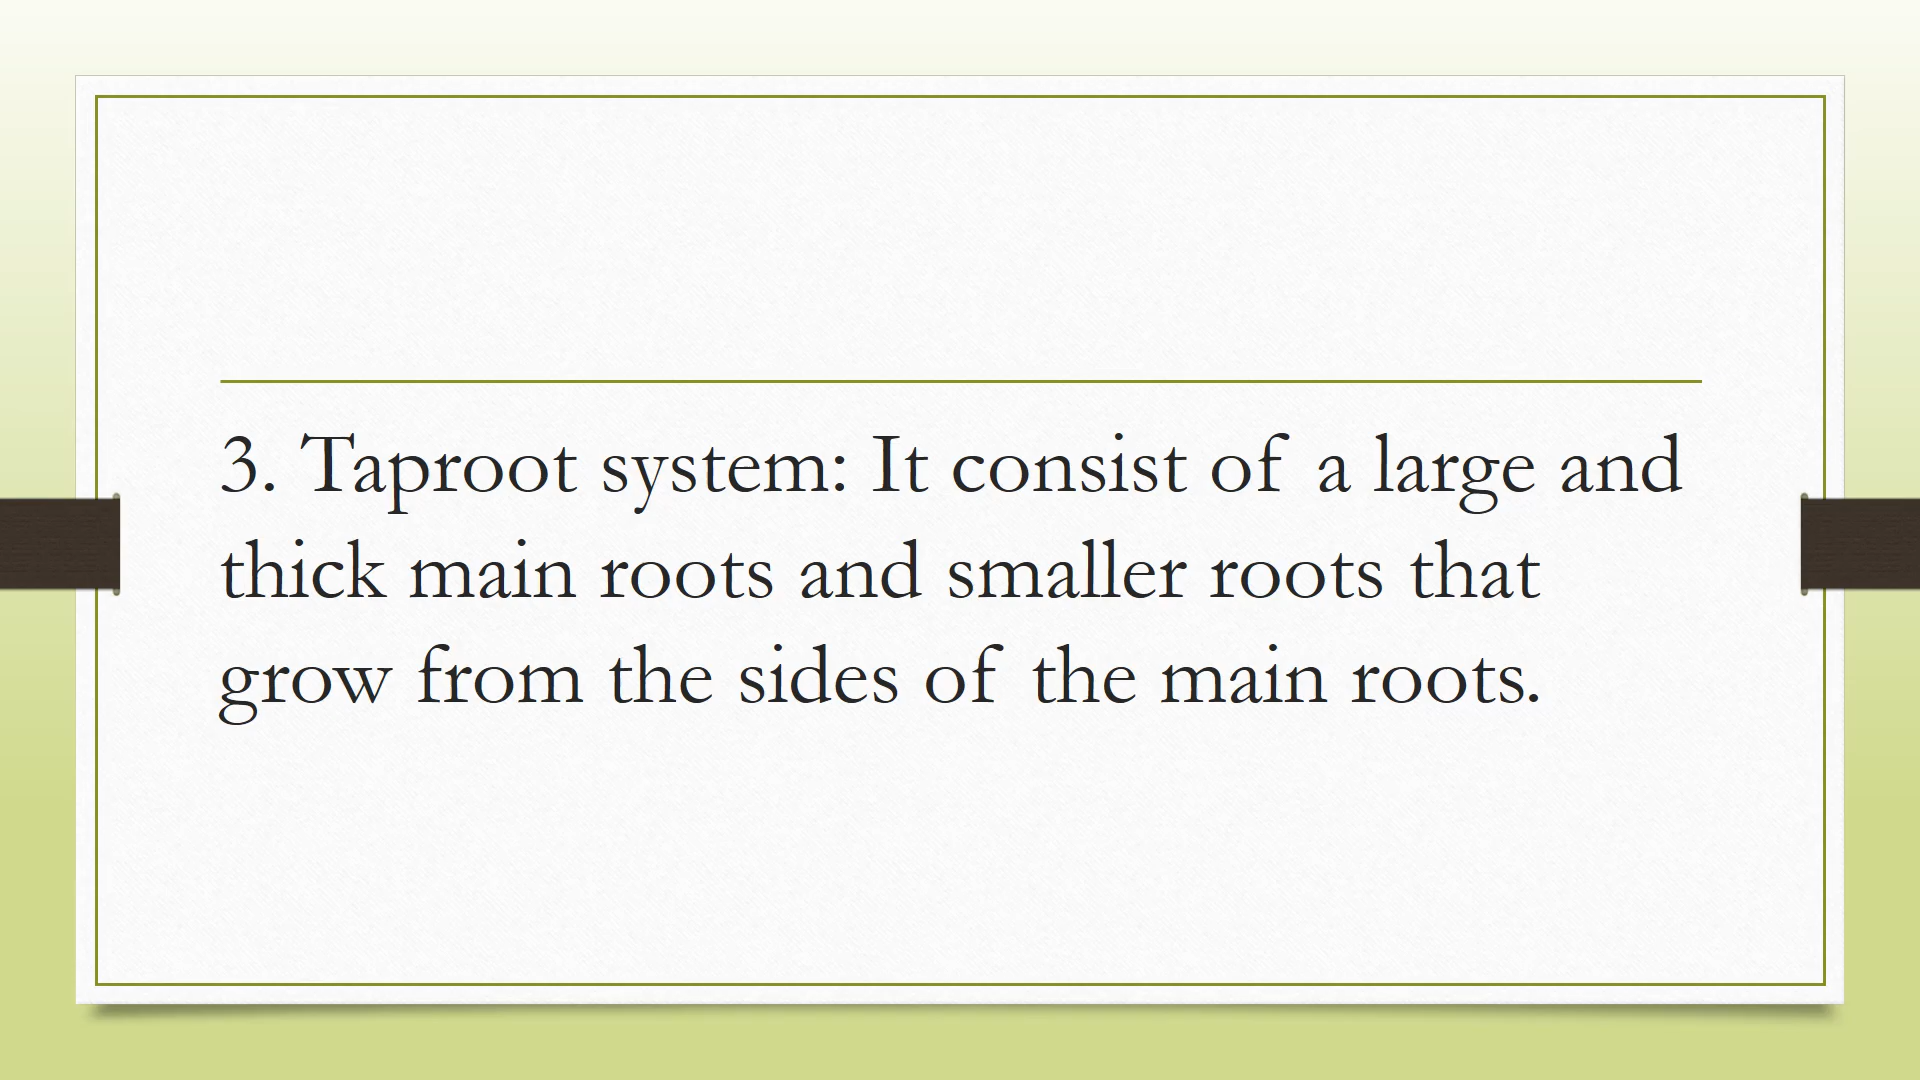 3. Taproot system: It consist of a large and
thick main roots and smaller roots that
grow from the sides of the main roots.